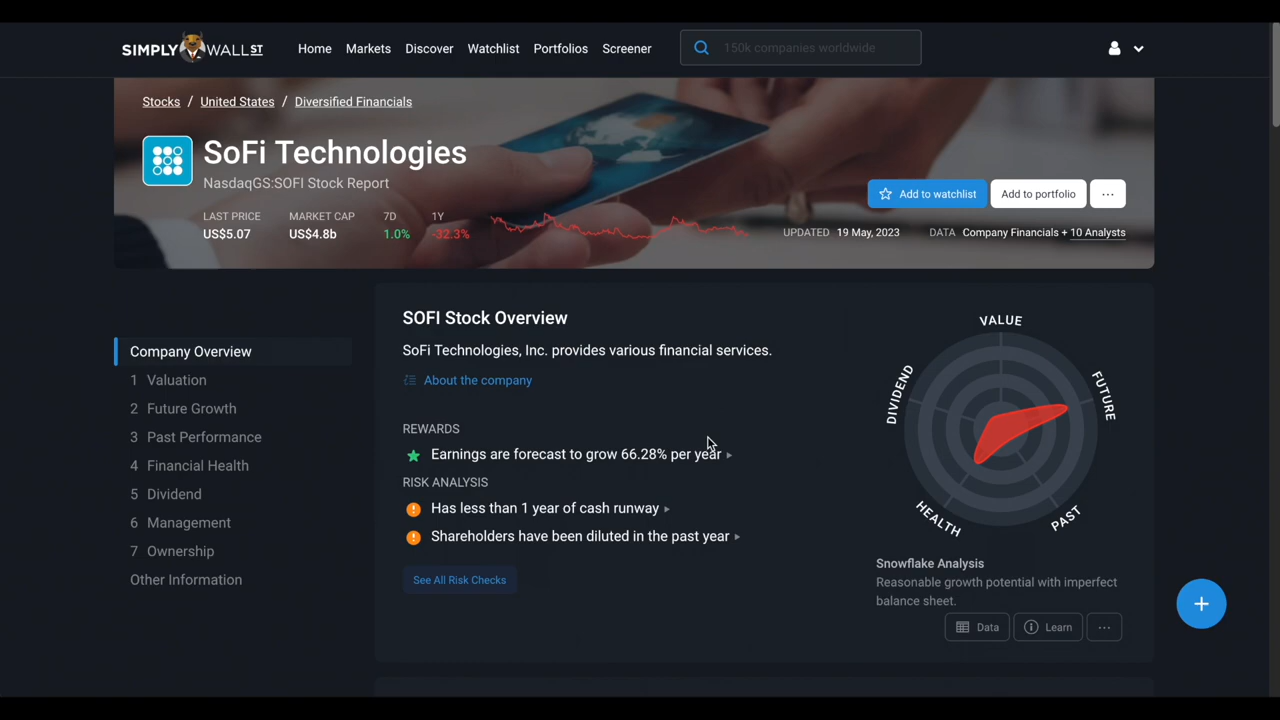 SIMPLY WALL ST
Home Markets Discover Watchlist Portfolios Screener
150k companies worldwide
Stocks / United States / Diversified Financials
SoFi Technologies
NasdaqGS:SOFI Stock Report
Add to watchlist
Add to portfolio
...
LAST PRICE MARKET CAP 7D 1Y
US$5.07 US$4.8b 1.0% -32.3%
UPDATED 19 May, 2023 DATA Company Financials + 10 Analysts
Company Overview
1 Valuation
2 Future Growth
3 Past Performance
4 Financial Health
5 Dividend
6 Management
7 Ownership
Other Information
SOFI Stock Overview
SoFi Technologies, Inc. provides various financial services.
About the company
REWARDS
Earnings are forecast to grow 66.28% per year
RISK ANALYSIS
Has less than 1 year of cash runway
Shareholders have been diluted in the past year
See All Risk Checks
VALUE
FUTURE
PAST
HEALTH
DIVIDEND
Snowflake Analysis
Reasonable growth potential with imperfect
balance sheet.
Data
Learn
...
+